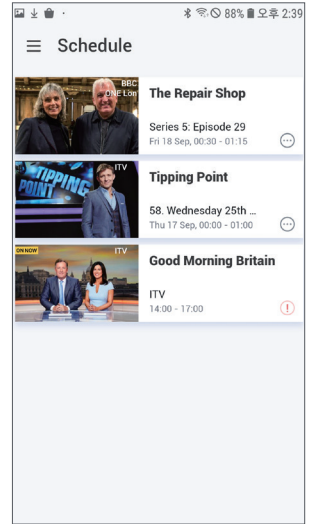 88% 오후 2:39
Schedule
BBC
ONE Lon
The Repair Shop
Series 5: Episode 29
Fri 18 Sep, 00:30 - 01:15
ITV
TIPPING
POINT
Tipping Point
58. Wednesday 25th ...
Thu 17 Sep, 00:00 - 01:00
ON NOW
ITV
Good Morning Britain
ITV
14:00 - 17:00